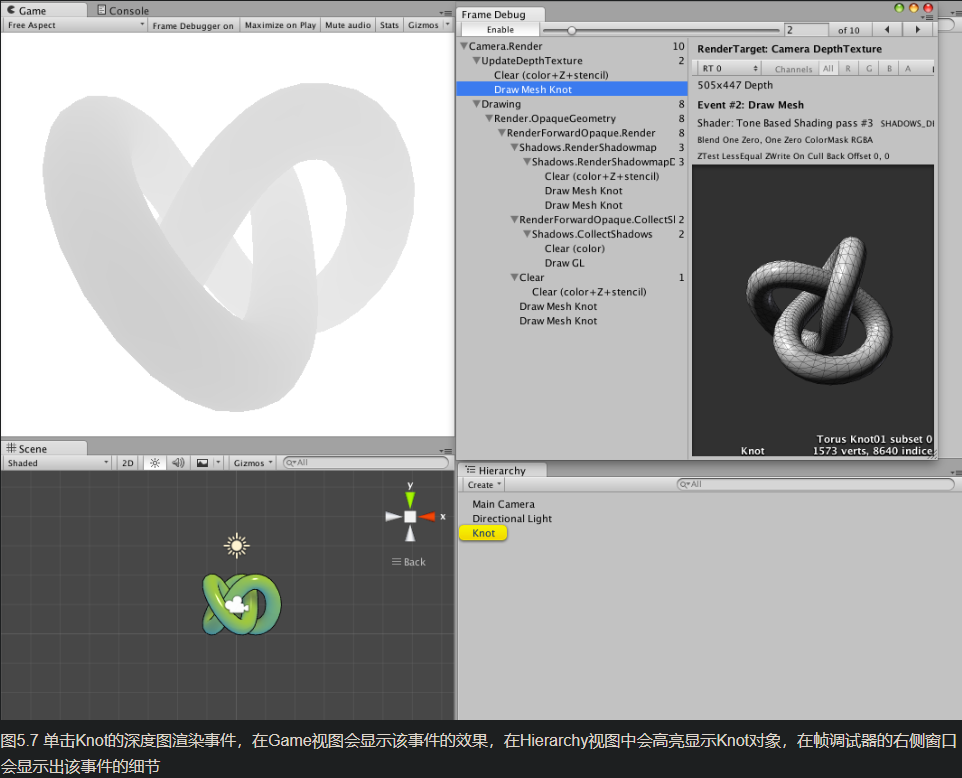 Game
Console
Free Aspect
Frame Debugger on
Maximize on Play
Mute audio
Stats
Gizmos
Frame Debug
Enable
2
of 10
Camera.Render 10
UpdateDepthTexture 2
Clear (color+Z+stencil)
Draw Mesh Knot
Drawing 8
Render.OpaqueGeometry 8
RenderForwardOpaque.Render 8
Shadows.RenderShadowmap 3
Shadows.RenderShadowmapD 3
Clear (color+Z+stencil)
Draw Mesh Knot
Draw Mesh Knot
RenderForwardOpaque.CollectSl 2
Shadows.CollectShadows 2
Clear (color)
Draw GL
Clear 1
Clear (color+Z+stencil)
Draw Mesh Knot
Draw Mesh Knot
RenderTarget: Camera DepthTexture
RT 0
Channels
All
R
G
B
A
505x447 Depth
Event #2: Draw Mesh
Shader: Tone Based Shading pass #3 SHADOWS_DI
Blend One Zero, One Zero ColorMask RGBA
ZTest LessEqual ZWrite On Cull Back Offset 0, 0
Torus Knot01 subset 0
Knot 1573 verts, 8640 indice
Scene
Shaded
2D
Gizmos
All
y
x
Back
Hierarchy
Create
All
Main Camera
Directional Light
Knot
图5.7 单击Knot的深度图渲染事件，在Game视图会显示该事件的效果，在Hierarchy视图中会高亮显示Knot对象，在帧调试器的右侧窗口
会显示出该事件的细节